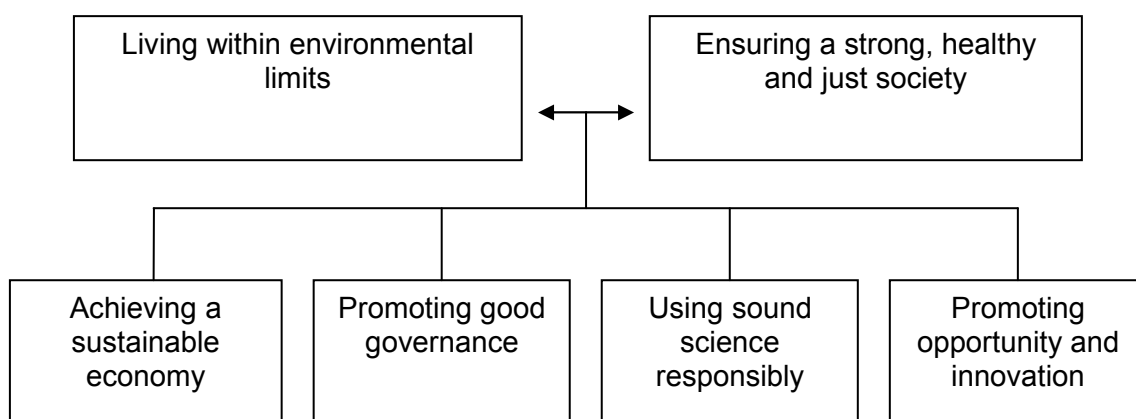 Living within environmental
limits
Ensuring a strong, healthy
and just society
Achieving a
sustainable
economy
Promoting good
governance
Using sound
science
responsibly
Promoting
opportunity and
innovation